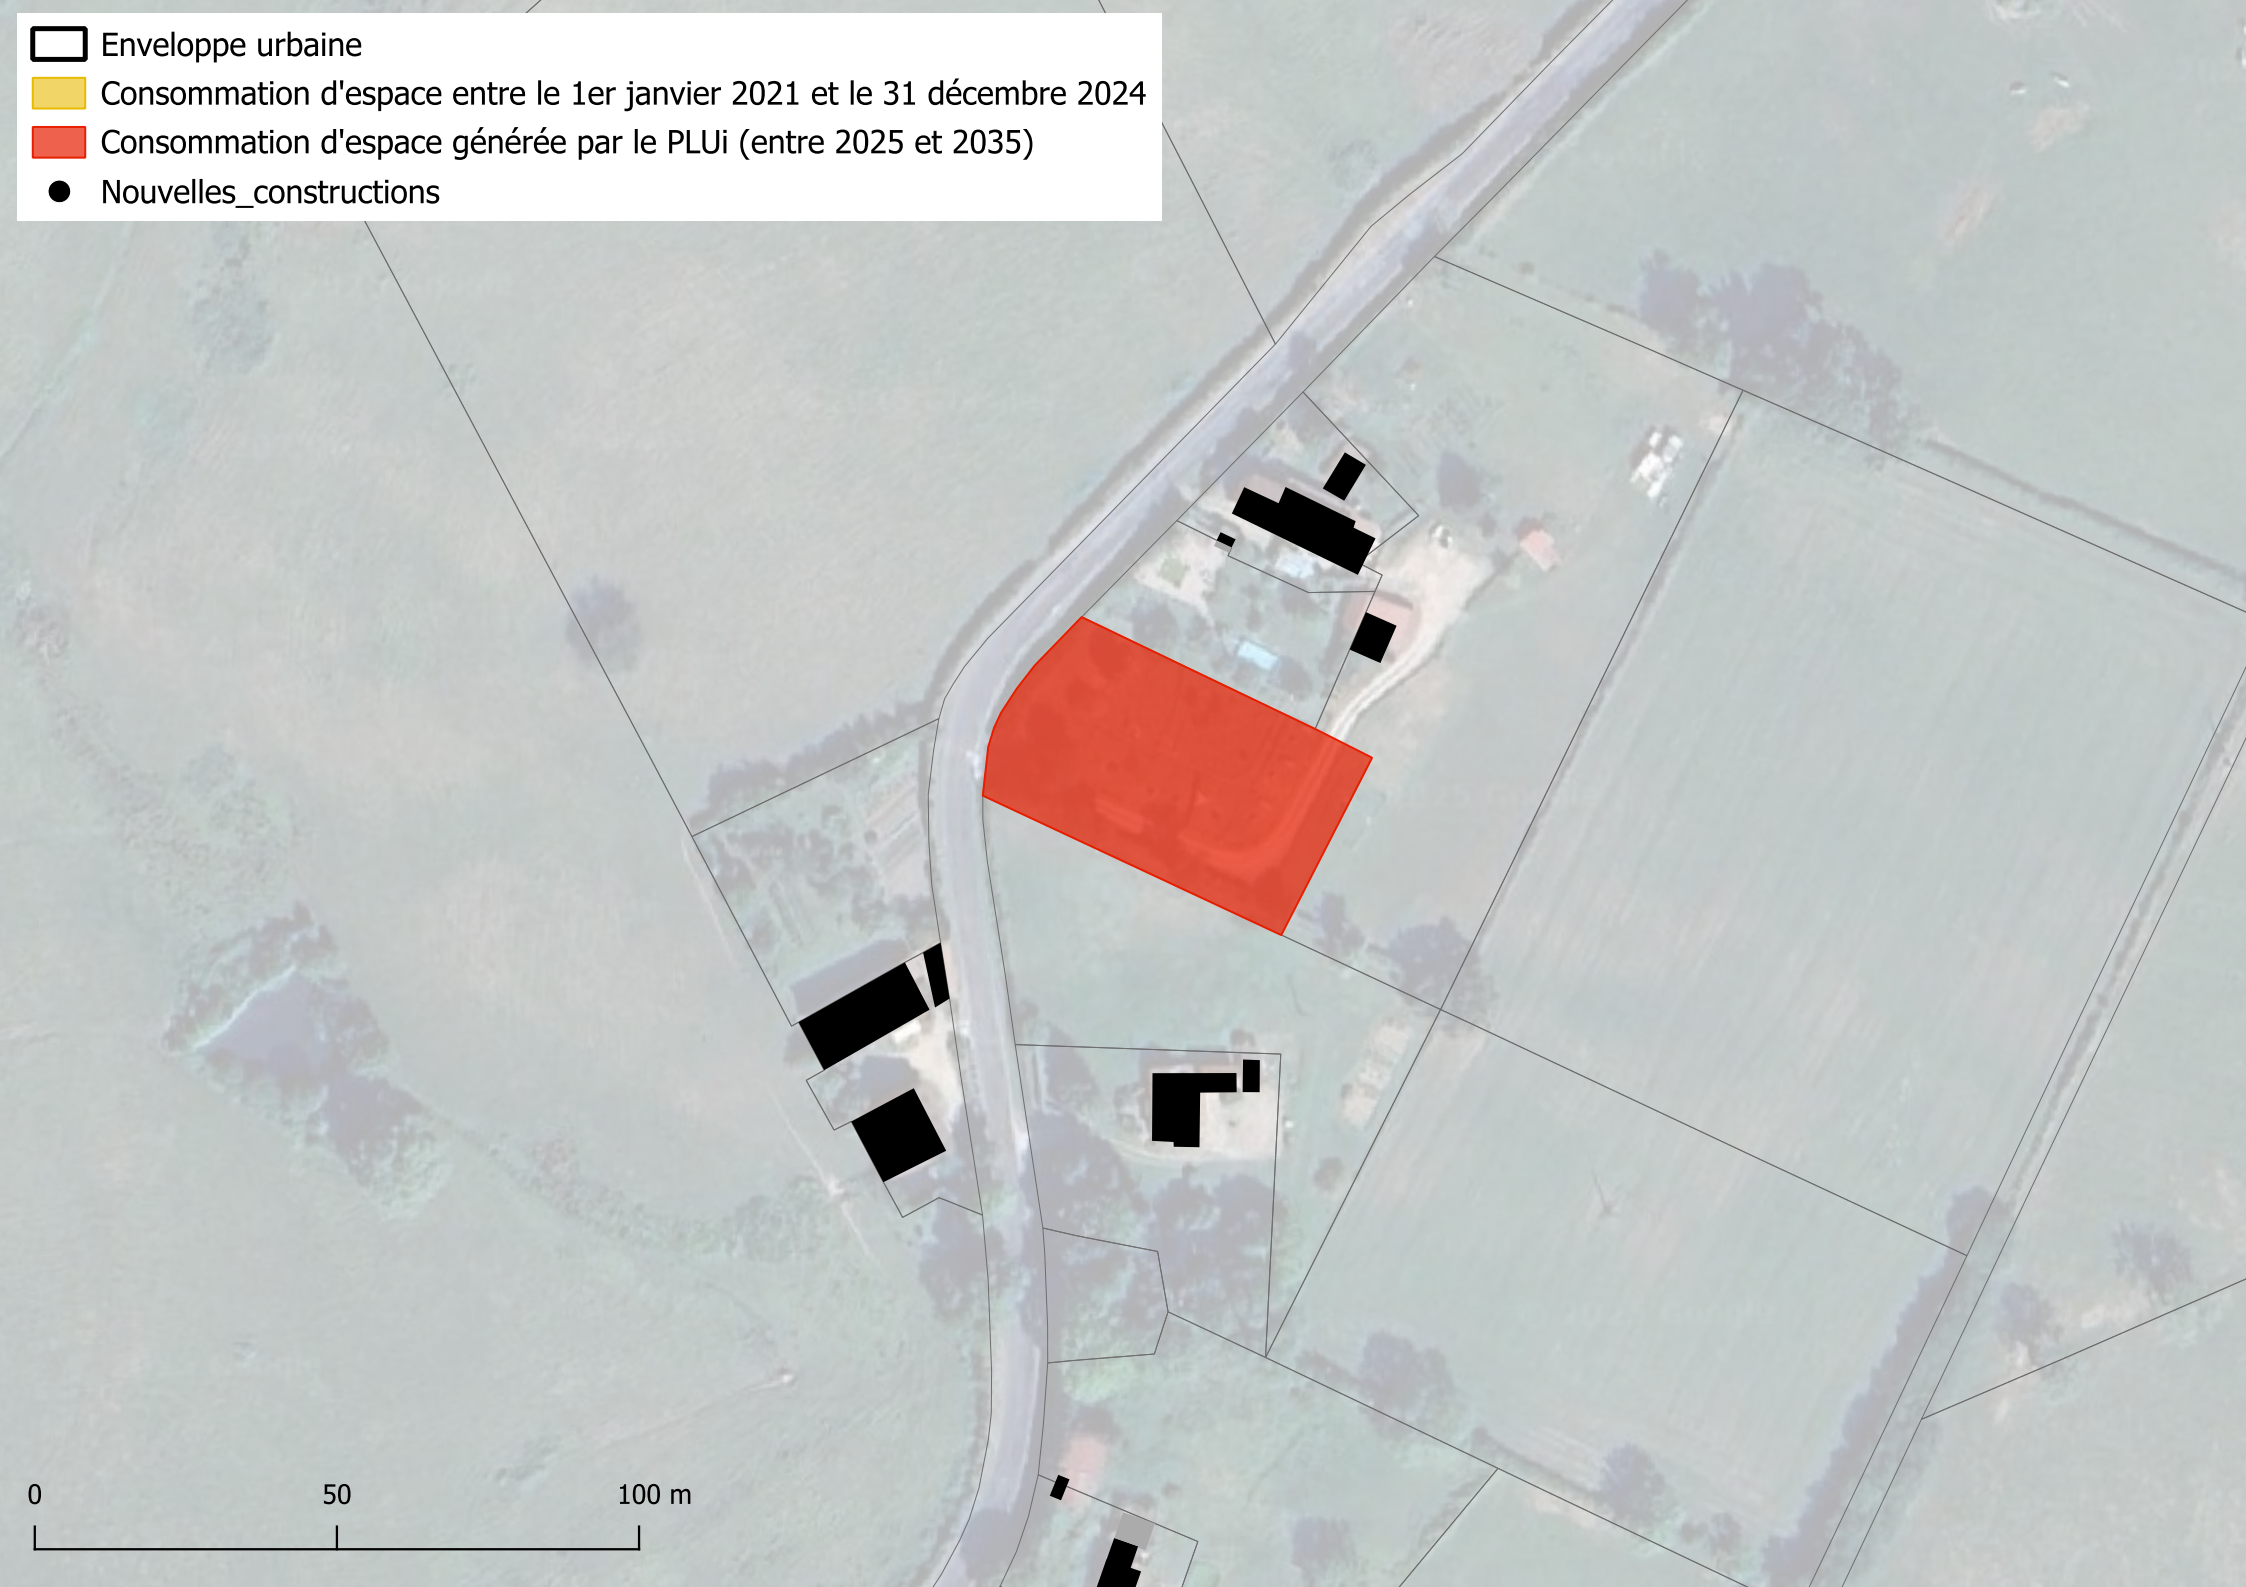 Enveloppe urbaine
Consommation d'espace entre le 1er janvier 2021 et le 31 décembre 2024
Consommation d'espace générée par le PLUi (entre 2025 et 2035)
Nouvelles_constructions
0 50 100 m